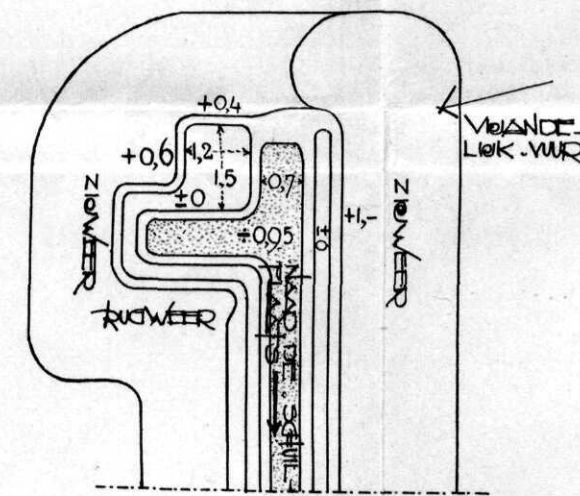 +0,4
VIJANDE-
LIJK VUUR
+0,6
1,2
1,5
0,7
±0
ZIJWEER
±0,95
±0
+1,-
ZIJWEER
RUGWEER
NAAR DE SCHUIL-
PLAATS